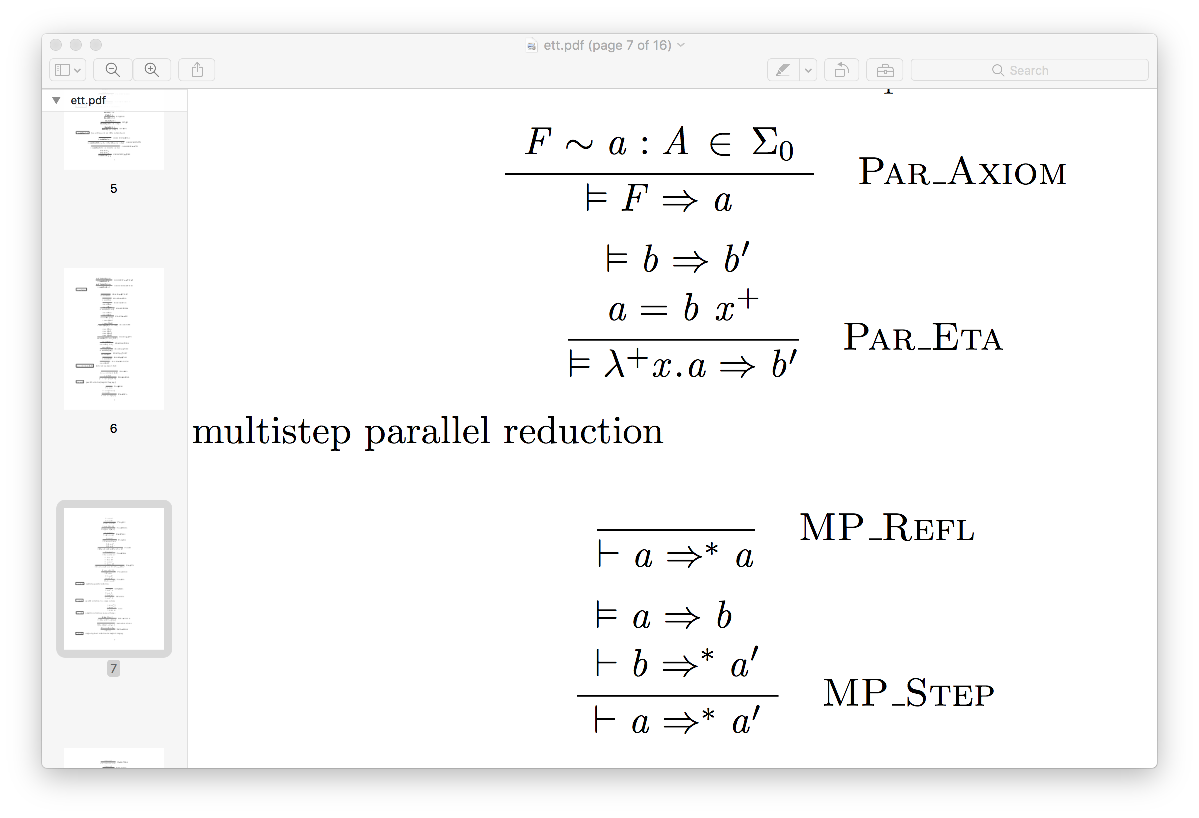 ett.pdf (page 7 of 16)
Search
ett.pdf
5
6
7
F ∼ a : A ∈ Σ₀
⊨ F ⇒ a
Par_Axiom
⊨ b ⇒ b′
a = b x⁺
⊨ λ⁺x.a ⇒ b′
Par_Eta
multistep parallel reduction
⊢ a ⇒* a
MP_Refl
⊨ a ⇒ b
⊢ b ⇒* a′
⊢ a ⇒* a′
MP_Step